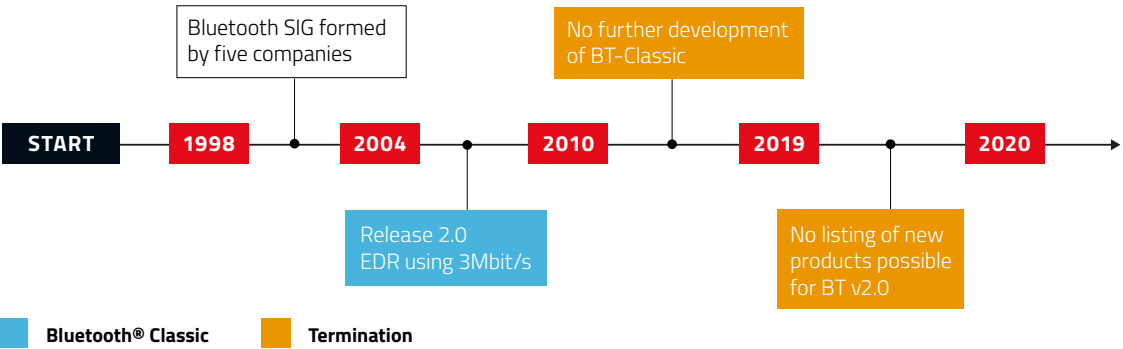 Bluetooth SIG formed
by five companies
No further development
of BT-Classic
START
1998
2004
2010
2019
2020
Release 2.0
EDR using 3Mbit/s
No listing of new
products possible
for BT v2.0
Bluetooth® Classic
Termination